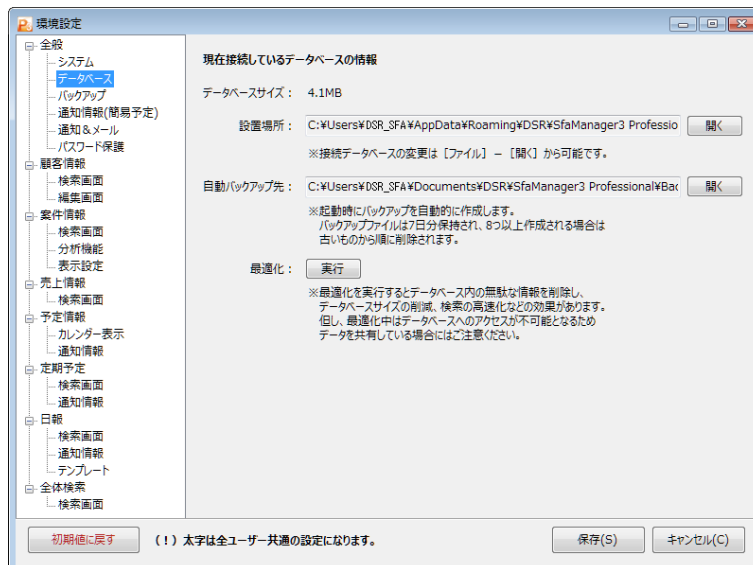 環境設定
全般
システム
データベース
バックアップ
通知情報(簡易予定)
通知&メール
パスワード保護
顧客情報
検索画面
編集画面
案件情報
検索画面
分析機能
表示設定
売上情報
検索画面
予定情報
カレンダー表示
通知情報
定期予定
検索画面
通知情報
日報
検索画面
通知情報
テンプレート
全体検索
検索画面
現在接続しているデータベースの情報
データベースサイズ： 4.1MB
設置場所： C:¥Users¥DSR_SFA¥AppData¥Roaming¥DSR¥SfaManager3 Professio 開く
※接続データベースの変更は［ファイル］－［開く］から可能です。
自動バックアップ先： C:¥Users¥DSR_SFA¥Documents¥DSR¥SfaManager3 Professional¥Bac 開く
※起動時にバックアップを自動的に作成します。
バックアップファイルは7日分保持され、8つ以上作成される場合は
古いものから順に削除されます。
最適化： 実行
※最適化を実行するとデータベース内の無駄な情報を削除し、
データベースサイズの削減、検索の高速化などの効果があります。
但し、最適化中はデータベースへのアクセスが不可能となるため
データを共有している場合にはご注意ください。
初期値に戻す （！）太字は全ユーザー共通の設定になります。 保存(S) キャンセル(C)